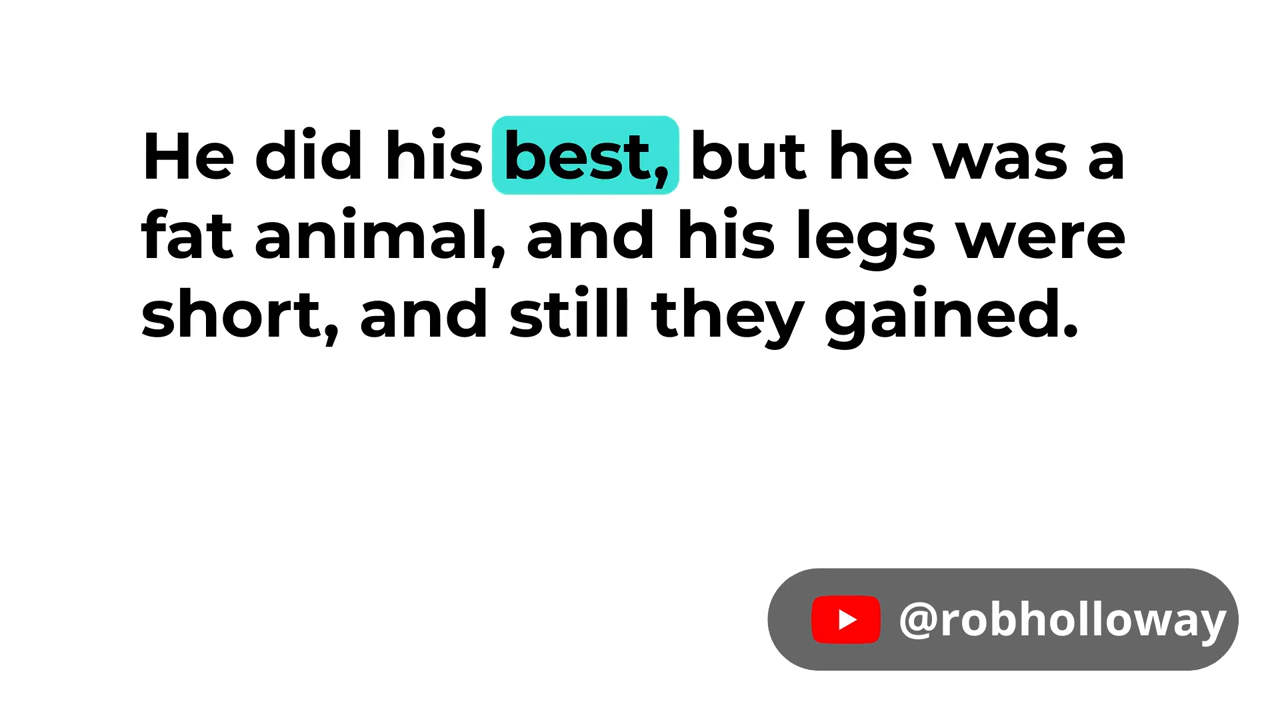 He did his best, but he was a
fat animal, and his legs were
short, and still they gained.
@robholloway